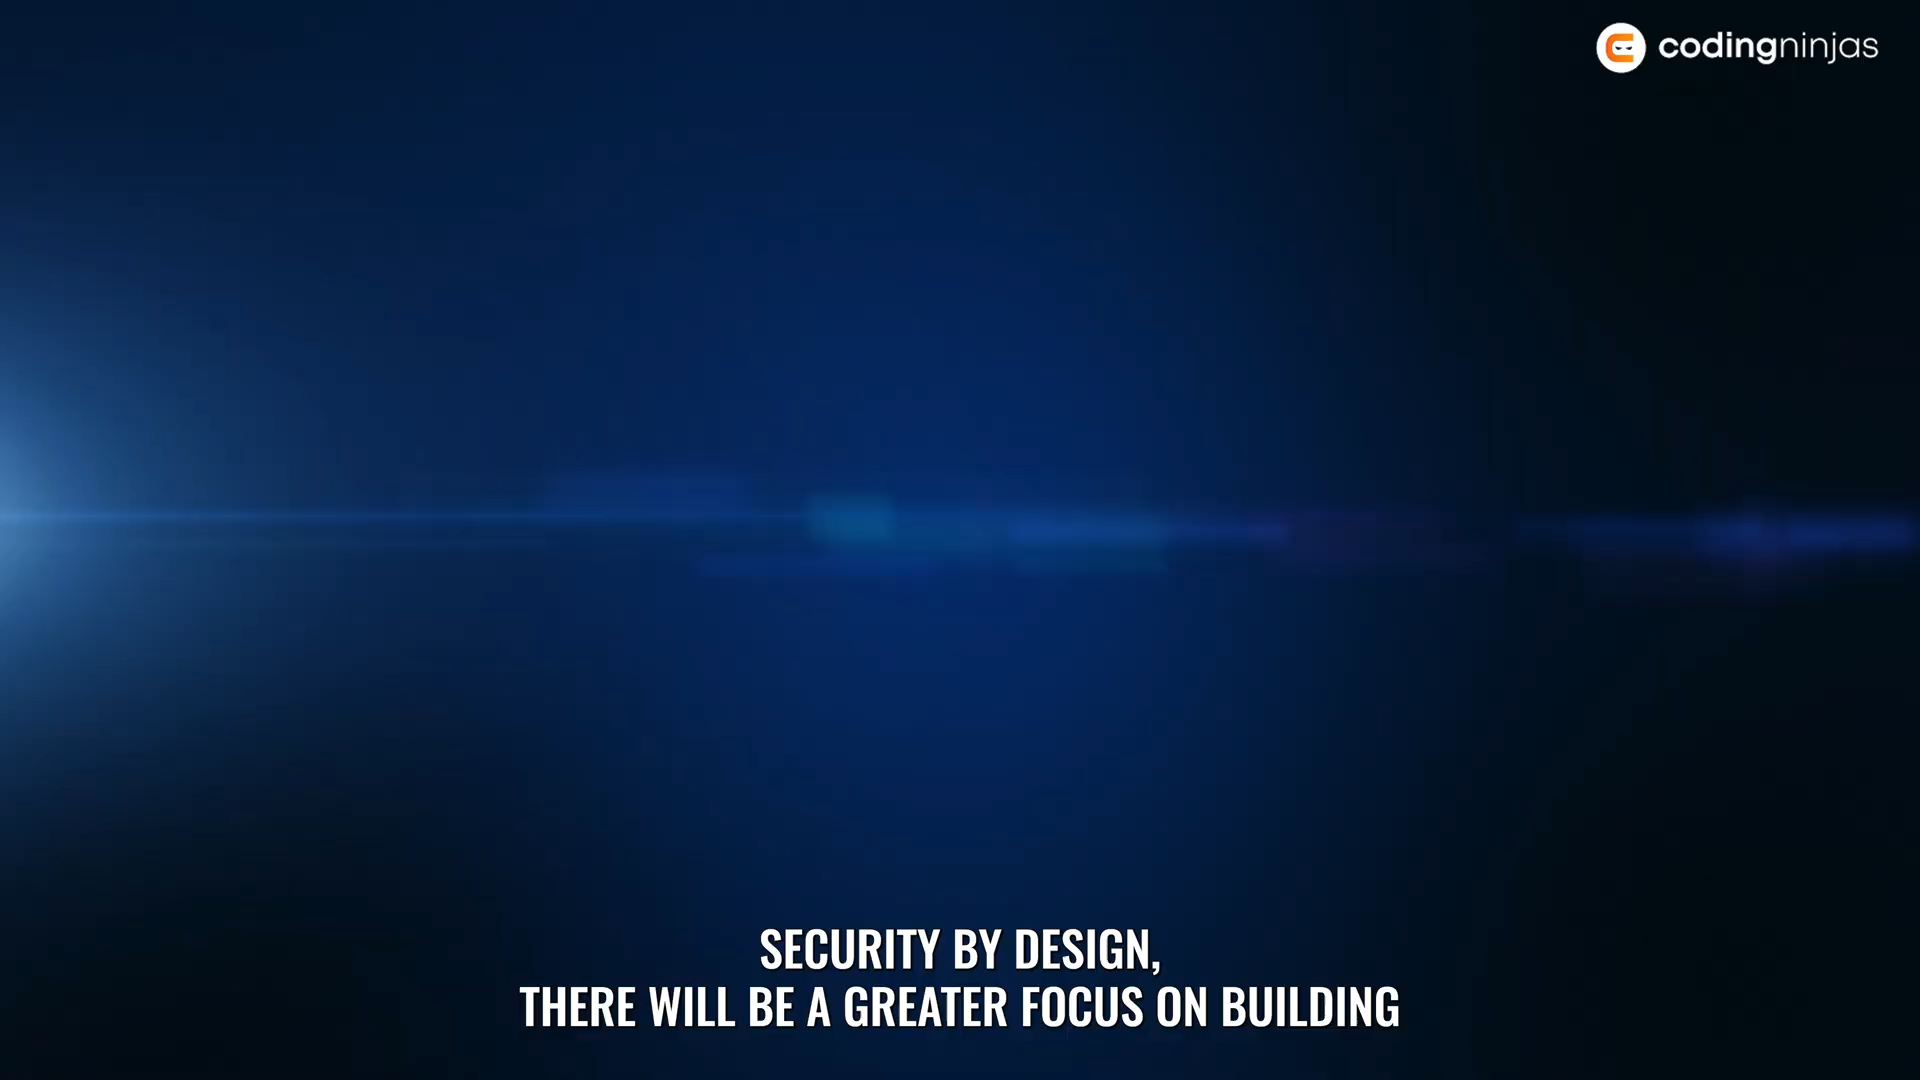 codingninjas
SECURITY BY DESIGN,
THERE WILL BE A GREATER FOCUS ON BUILDING